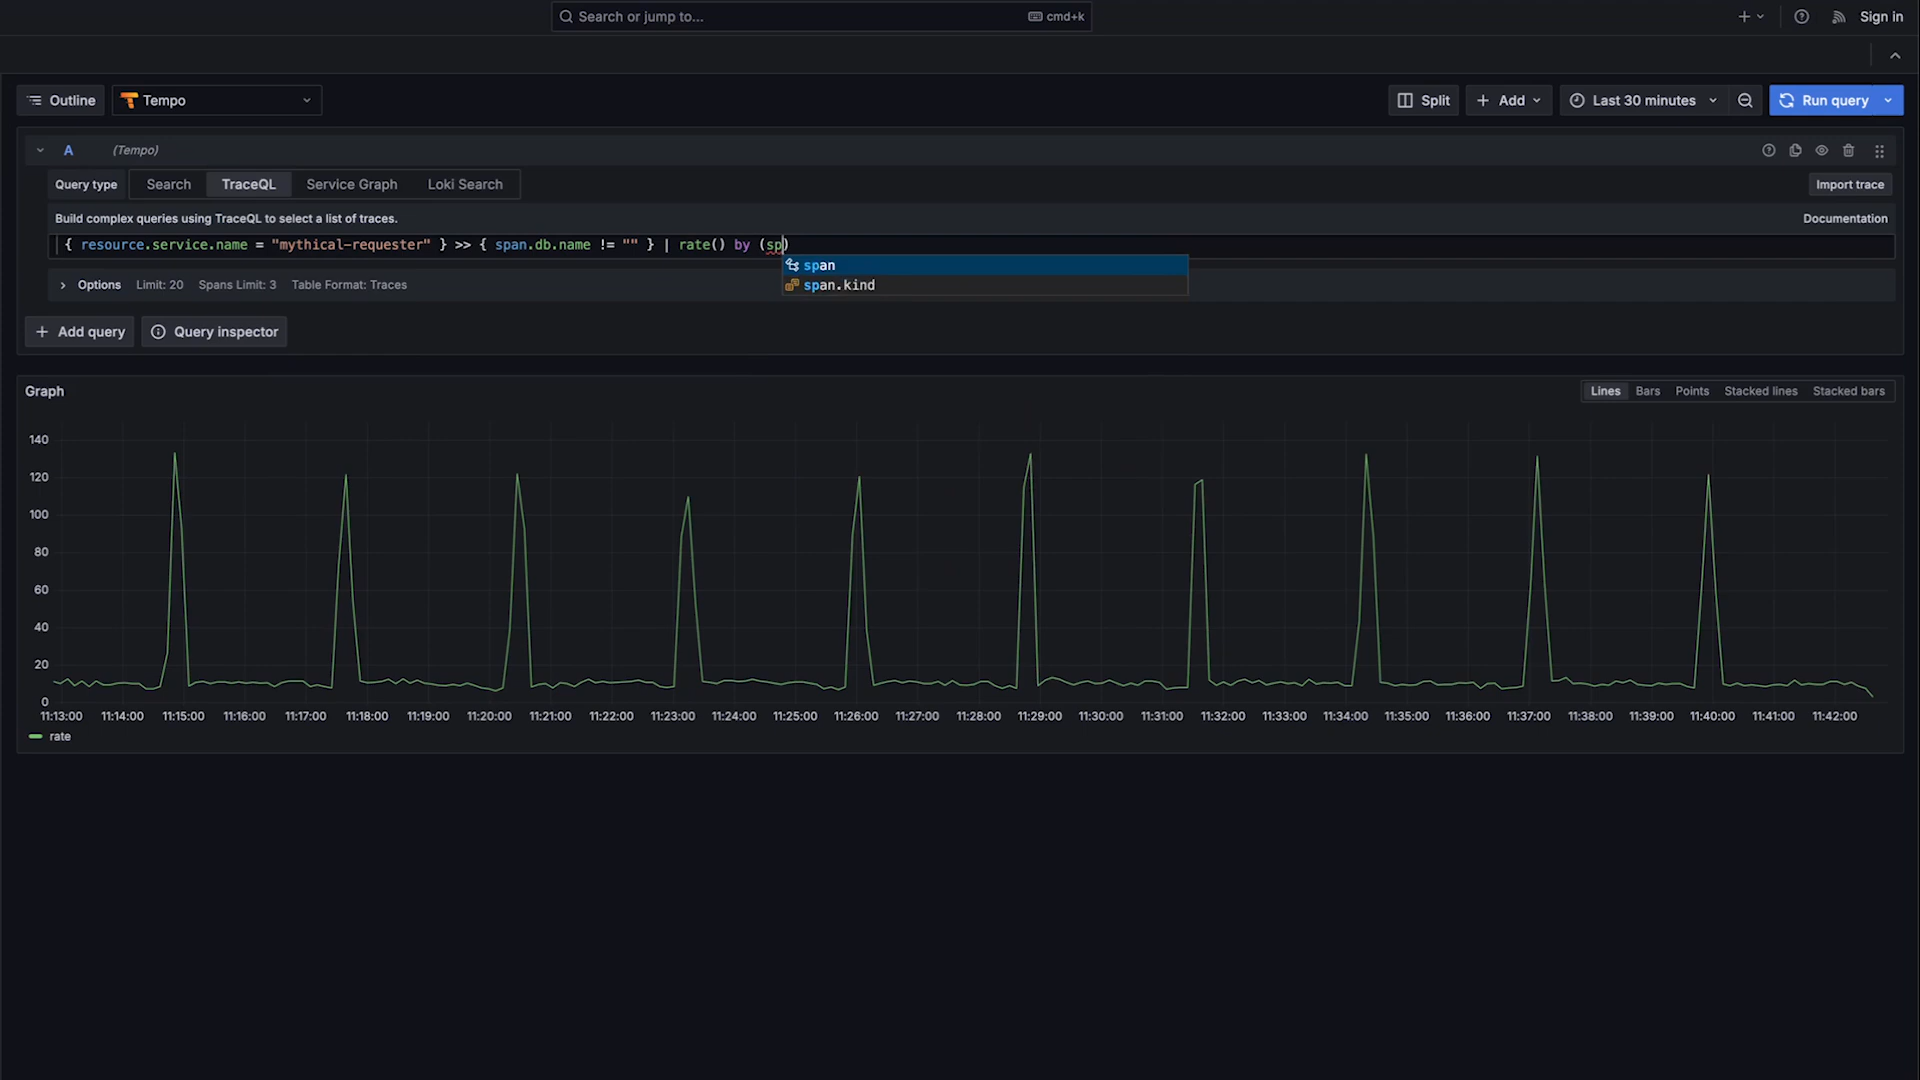 Search or jump to... cmd+k Sign in
Outline Tempo Split Add Last 30 minutes Run query
A (Tempo)
Query type Search TraceQL Service Graph Loki Search Import trace
Build complex queries using TraceQL to select a list of traces. Documentation
{ resource.service.name = "mythical-requester" } >> { span.db.name != "" } | rate() by (sp)
span
span.kind
Options Limit: 20 Spans Limit: 3 Table Format: Traces
Add query Query inspector
Graph Lines Bars Points Stacked lines Stacked bars
140
120
100
80
60
40
20
0
11:13:00 11:14:00 11:15:00 11:16:00 11:17:00 11:18:00 11:19:00 11:20:00 11:21:00 11:22:00 11:23:00 11:24:00 11:25:00 11:26:00 11:27:00 11:28:00 11:29:00 11:30:00 11:31:00 11:32:00 11:33:00 11:34:00 11:35:00 11:36:00 11:37:00 11:38:00 11:39:00 11:40:00 11:41:00 11:42:00
rate